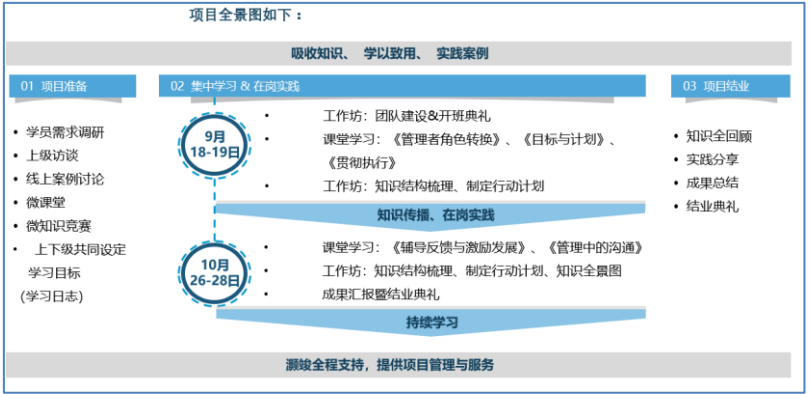 项目全景图如下：
吸收知识、 学以致用、 实践案例
01 项目准备
• 学员需求调研
• 上级访谈
• 线上案例讨论
• 微课堂
• 微知识竞赛
• 上下级共同设定
学习目标
（学习日志）
02 集中学习 & 在岗实践
9月
18-19日
• 工作坊：团队建设&开班典礼
• 课堂学习：《管理者角色转换》、《目标与计划》、
《贯彻执行》
• 工作坊：知识结构梳理、制定行动计划
知识传播、在岗实践
10月
26-28日
• 课堂学习：《辅导反馈与激励发展》、《管理中的沟通》
• 工作坊：知识结构梳理、制定行动计划、知识全景图
• 成果汇报暨结业典礼
持续学习
03 项目结业
• 知识全回顾
• 实践分享
• 成果总结
• 结业典礼
灏竣全程支持，提供项目管理与服务